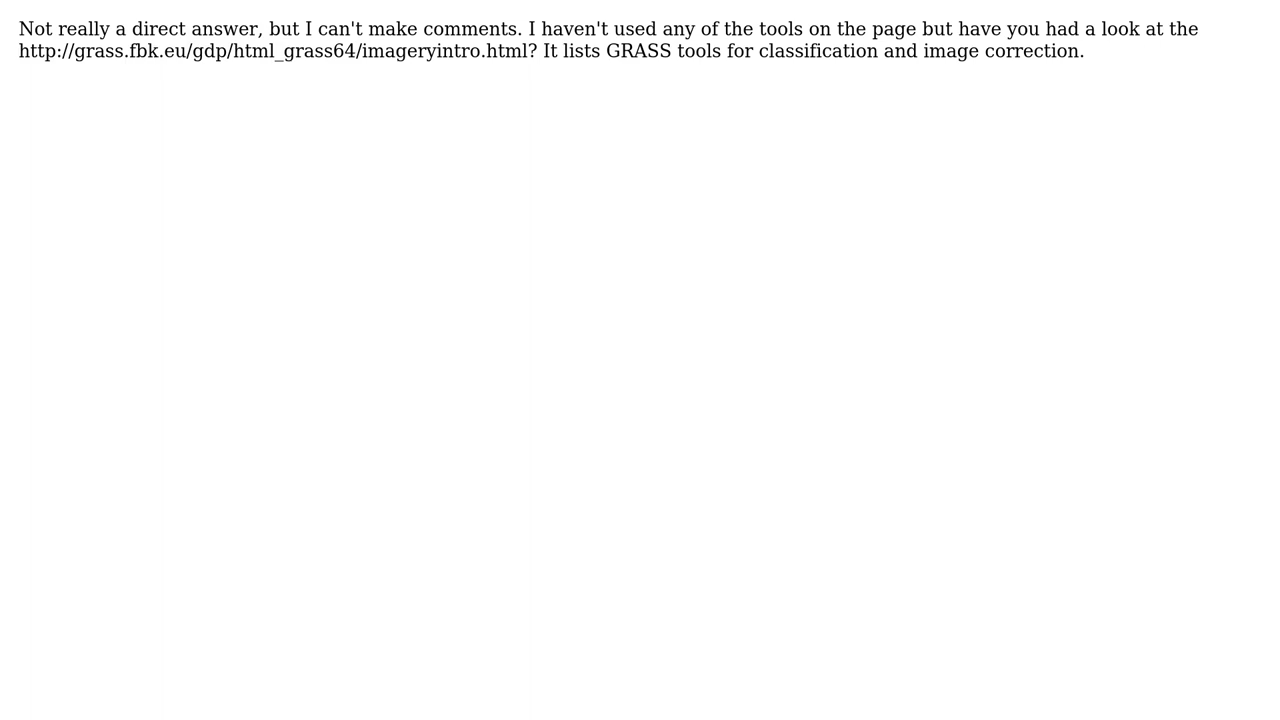 Not really a direct answer, but I can't make comments. I haven't used any of the tools on the page but have you had a look at the
http://grass.fbk.eu/gdp/html_grass64/imageryintro.html? It lists GRASS tools for classification and image correction.